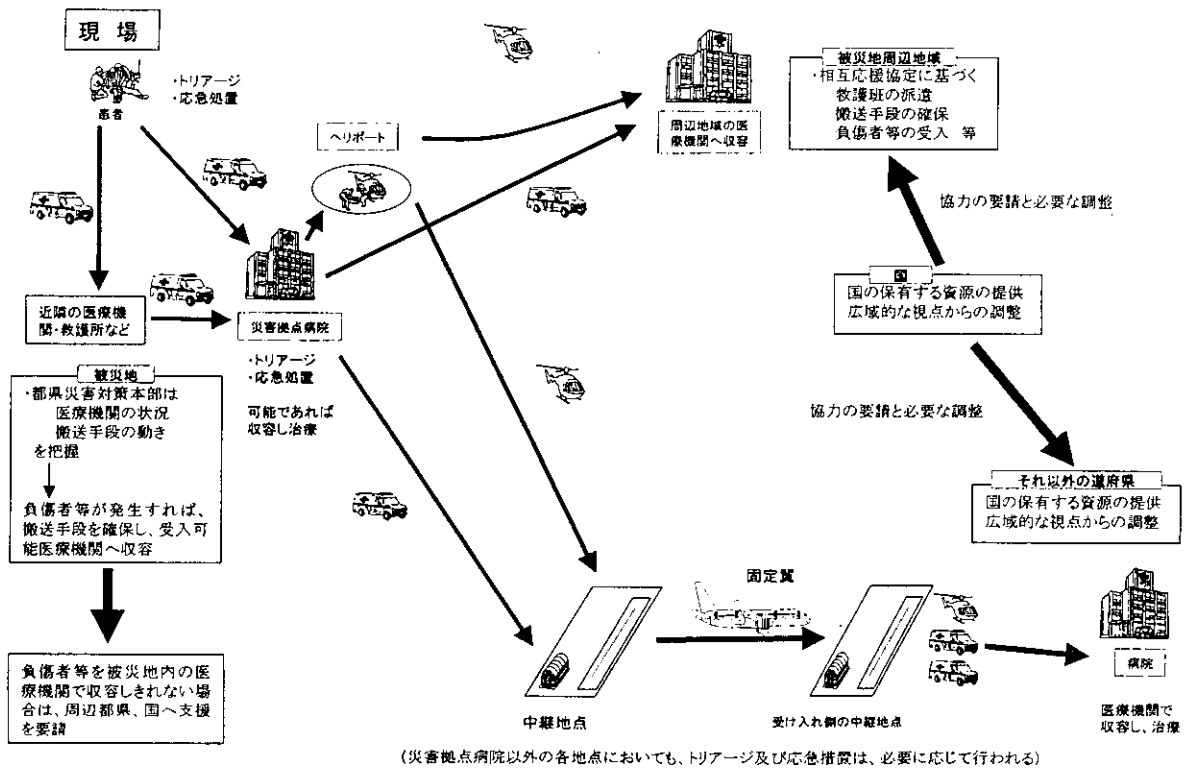 現場
・トリアージ
・応急処置
患者
ヘリポート
周辺地域の医
療機関へ収容
被災地周辺地域
・相互応援協定に基づく
救護班の派遣
搬送手段の確保
負傷者等の受入 等
協力の要請と必要な調整
国
国の保有する資源の提供
広域的な視点からの調整
協力の要請と必要な調整
それ以外の道府県
国の保有する資源の提供
広域的な視点からの調整
近隣の医療機
関・救護所など
災害拠点病院
・トリアージ
・応急処置
可能であれば
収容し治療
被災地
・都県災害対策本部は
医療機関の状況
搬送手段の動き
を把握
負傷者等が発生すれば、
搬送手段を確保し、受入可
能医療機関へ収容
負傷者等を被災地内の医
療機関で収容しきれない場
合は、周辺都県、国へ支援
を要請
固定翼
中継地点
受け入れ側の中継地点
病院
医療機関で
収容し、治療
(災害拠点病院以外の各地点においても、トリアージ及び応急措置は、必要に応じて行われる)